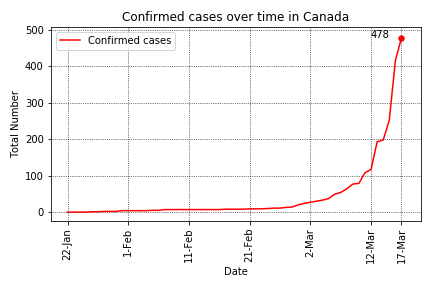 Confirmed cases over time in Canada
Confirmed cases
478
500
400
300
200
100
0
Total Number
22-Jan
1-Feb
11-Feb
21-Feb
2-Mar
12-Mar
17-Mar
Date